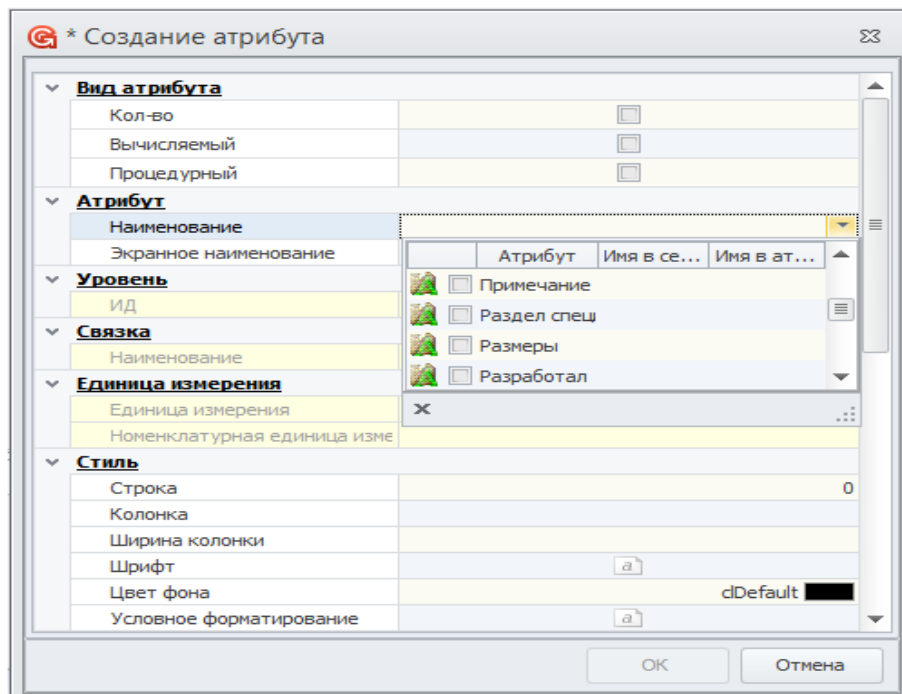 * Создание атрибута
Вид атрибута
Кол-во
Вычисляемый
Процедурный
Атрибут
Наименование
Экранное наименование
Атрибут Имя в се... Имя в ат...
Примечание
Раздел спец
Размеры
Разработал
Уровень
ИД
Связка
Наименование
Единица измерения
Единица измерения
Номенклатурная единица изме
Стиль
Строка 0
Колонка
Ширина колонки
Шрифт a
Цвет фона clDefault
Условное форматирование a
OK Отмена